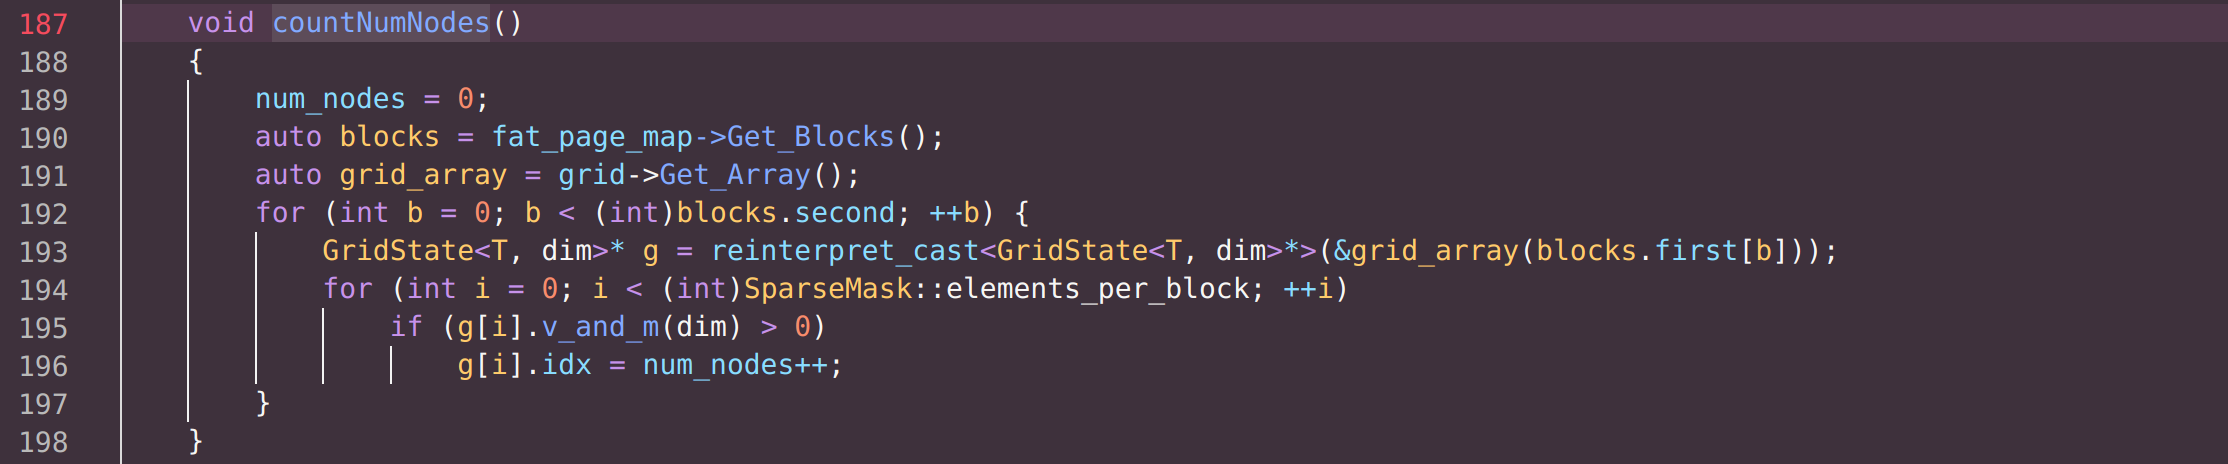 187 void countNumNodes()
188 {
189 num_nodes = 0;
190 auto blocks = fat_page_map->Get_Blocks();
191 auto grid_array = grid->Get_Array();
192 for (int b = 0; b < (int)blocks.second; ++b) {
193 GridState<T, dim>* g = reinterpret_cast<GridState<T, dim>*>(&grid_array(blocks.first[b]));
194 for (int i = 0; i < (int)SparseMask::elements_per_block; ++i)
195 if (g[i].v_and_m(dim) > 0)
196 g[i].idx = num_nodes++;
197 }
198 }